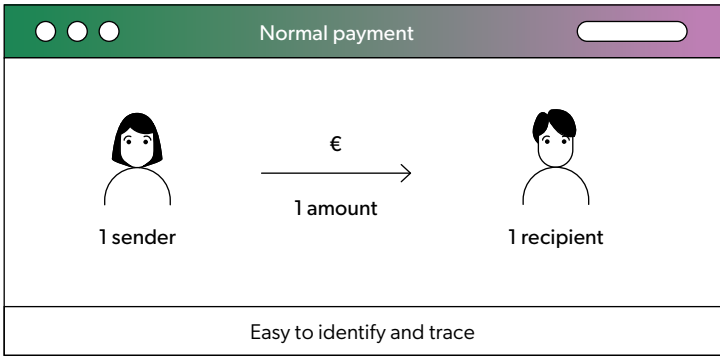 Normal payment
€
1 amount
1 sender
1 recipient
Easy to identify and trace